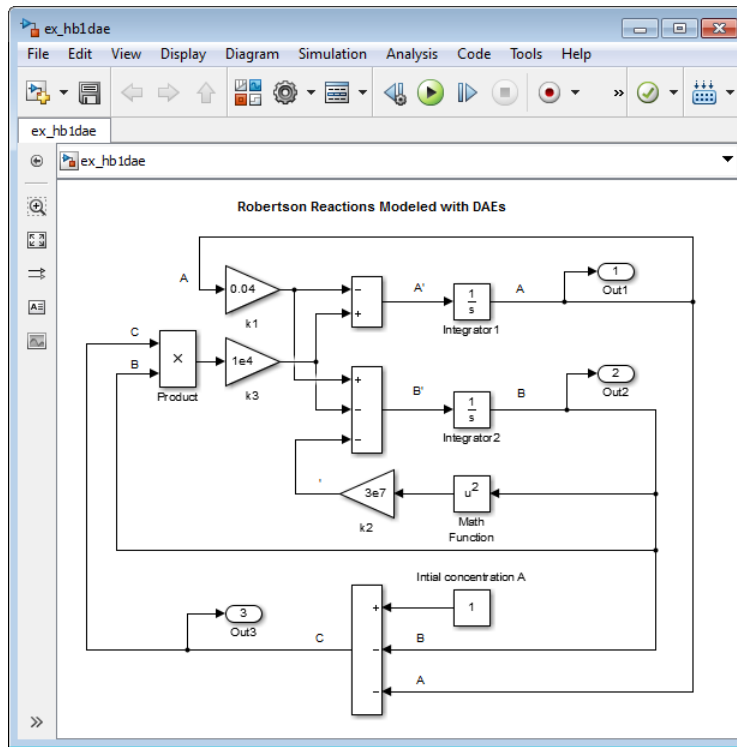 ex_hb1dae
File Edit View Display Diagram Simulation Analysis Code Tools Help
»
ex_hb1dae
ex_hb1dae
Robertson Reactions Modeled with DAEs
A
0.04
k1
−
+
A'
1
s
Integrator1
A
1
Out1
C
B
×
Product
1e4
k3
+
−
−
B'
1
s
Integrator2
B
2
Out2
3e7
k2
u²
Math
Function
Intial concentration A
1
3
Out3
C
+
−
−
B
A
»